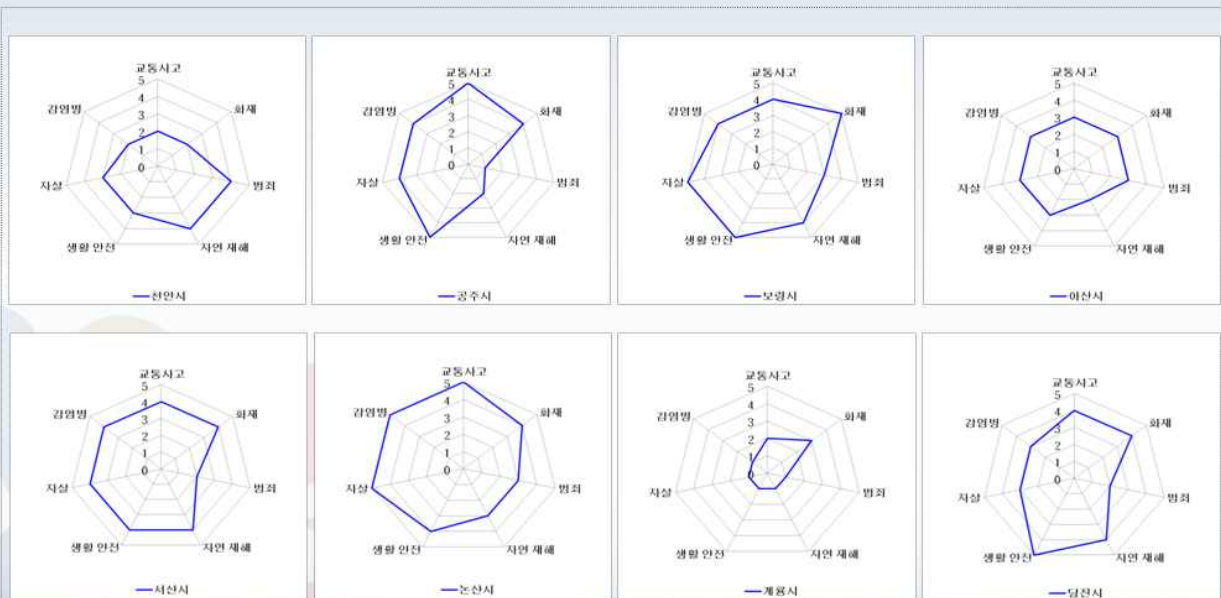 교통사고
5
4
3
2
1
0
화재
범죄
자연 재해
생활 안전
자살
감염병
천안시
교통사고
5
4
3
2
1
0
화재
범죄
자연 재해
생활 안전
자살
감염병
공주시
교통사고
5
4
3
2
1
0
화재
범죄
자연 재해
생활 안전
자살
감염병
보령시
교통사고
5
4
3
2
1
0
화재
범죄
자연 재해
생활 안전
자살
감염병
아산시
교통사고
5
4
3
2
1
0
화재
범죄
자연 재해
생활 안전
자살
감염병
서산시
교통사고
5
4
3
2
1
0
화재
범죄
자연 재해
생활 안전
자살
감염병
논산시
교통사고
5
4
3
2
1
0
화재
범죄
자연 재해
생활 안전
자살
감염병
계룡시
교통사고
5
4
3
2
1
0
화재
범죄
자연 재해
생활 안전
자살
감염병
당진시